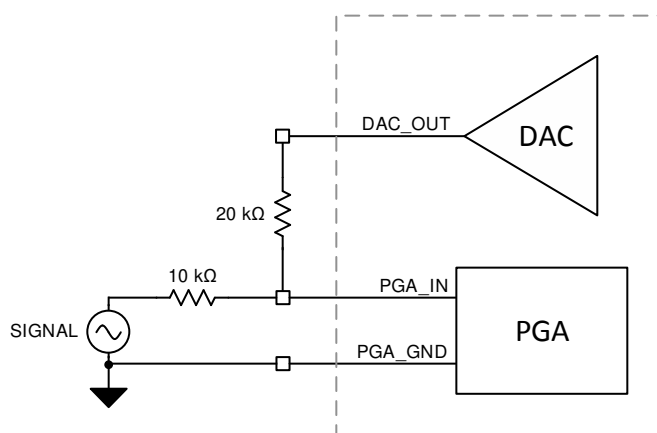 DAC_OUT
DAC
20 kΩ
10 kΩ
PGA_IN
SIGNAL
PGA
PGA_GND